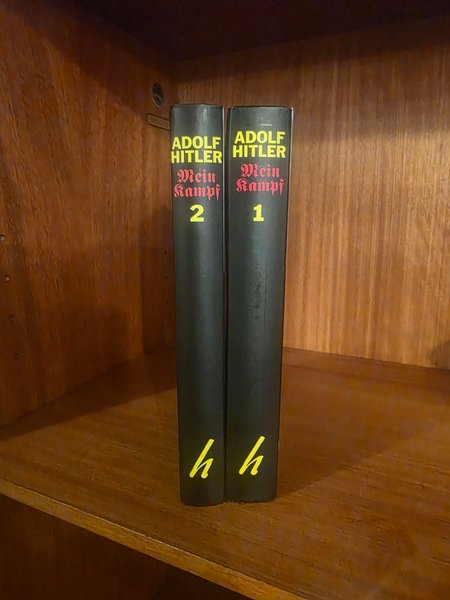 ADOLF
HITLER
Mein
Kampf
2
h
ADOLF
HITLER
Mein
Kampf
1
h